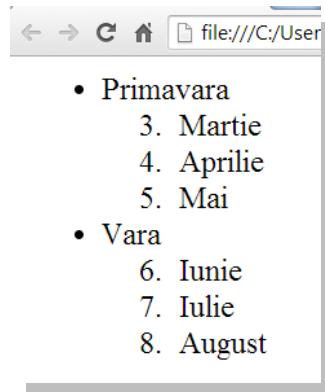 file:///C:/User
• Primavara
3. Martie
4. Aprilie
5. Mai
• Vara
6. Iunie
7. Iulie
8. August